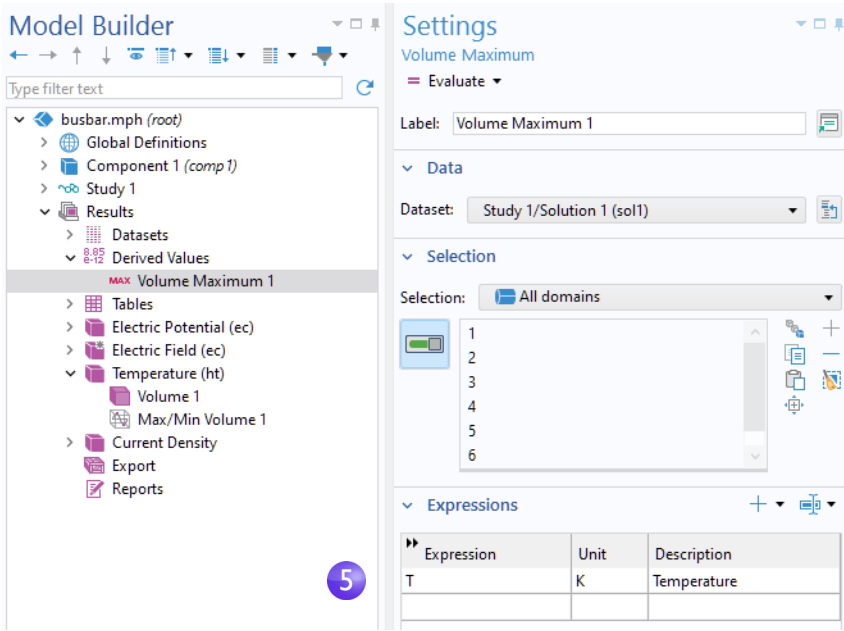 Model Builder
Type filter text
busbar.mph (root)
Global Definitions
Component 1 (comp1)
Study 1
Results
Datasets
8.85
e-12 Derived Values
MAX Volume Maximum 1
Tables
Electric Potential (ec)
Electric Field (ec)
Temperature (ht)
Volume 1
Max/Min Volume 1
Current Density
Export
Reports
5
Settings
Volume Maximum
= Evaluate
Label: Volume Maximum 1
Data
Dataset: Study 1/Solution 1 (sol1)
Selection
Selection: All domains
1
2
3
4
5
6
Expressions
Expression Unit Description
T K Temperature